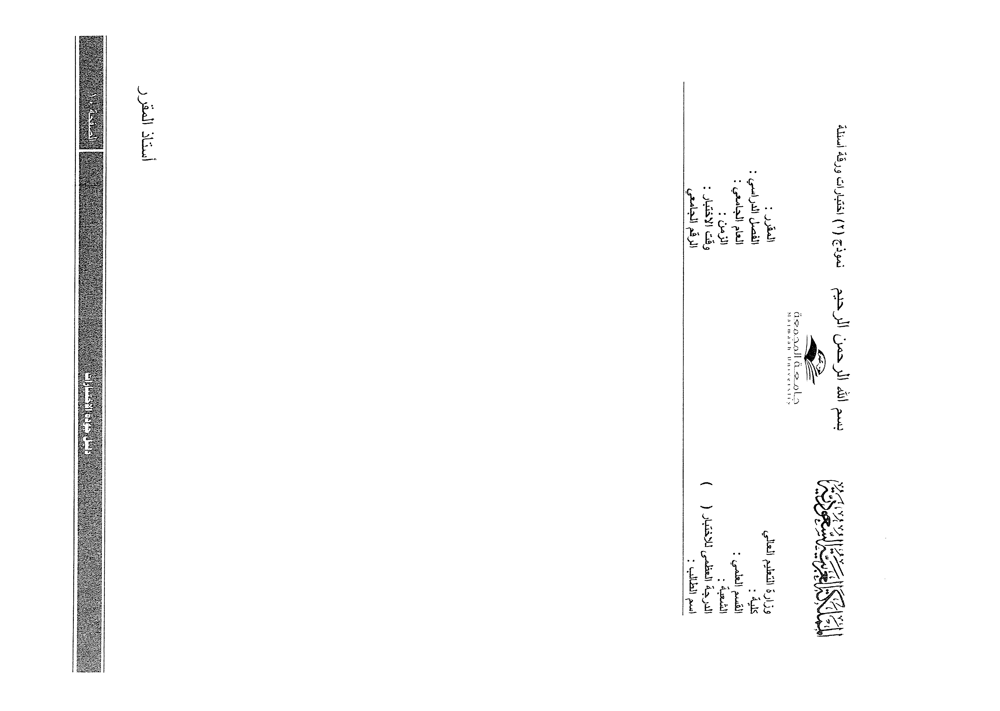 نموذج (٢) اختبارات ورقة أسئلة
بسم الله الرحمن الرحيم
المملكة العربية السعودية
جامعة المجمعة
Majmaah University
وزارة التعليم العالي
كلية :
القسم العلمي :
الشعبة :
الدرجة العظمى للاختبار ( )
اسم الطالب :
المقرر :
الفصل الدراسي :
العام الجامعي :
الزمن :
وقت الاختبار :
الرقم الجامعي
أستاذ المقرر
دليل جودة الاختبارات
الصفحة ١٠